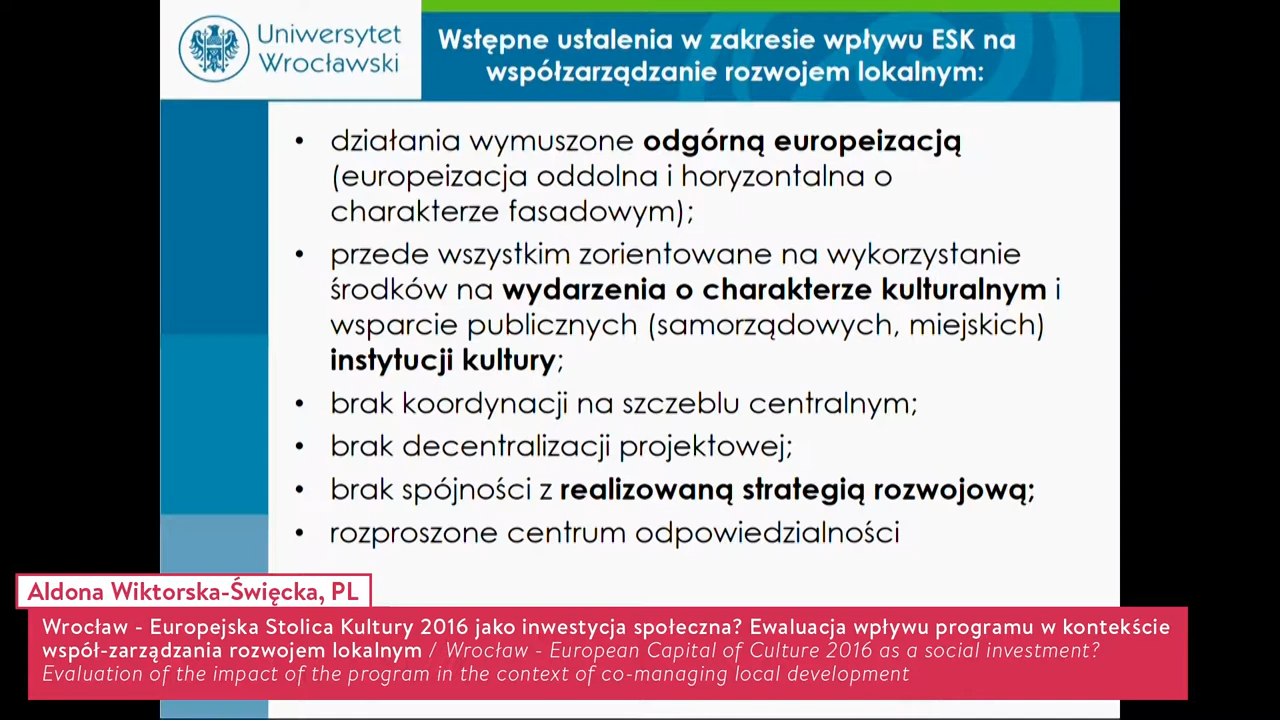 Uniwersytet
Wrocławski
Wstępne ustalenia w zakresie wpływu ESK na
współzarządzanie rozwojem lokalnym:
• działania wymuszone odgórną europeizacją
(europeizacja oddolna i horyzontalna o
charakterze fasadowym);
• przede wszystkim zorientowane na wykorzystanie
środków na wydarzenia o charakterze kulturalnym i
wsparcie publicznych (samorządowych, miejskich)
instytucji kultury;
• brak koordynacji na szczeblu centralnym;
• brak decentralizacji projektowej;
• brak spójności z realizowaną strategią rozwojową;
• rozproszone centrum odpowiedzialności
Aldona Wiktorska-Święcka, PL
Wrocław - Europejska Stolica Kultury 2016 jako inwestycja społeczna? Ewaluacja wpływu programu w kontekście
współ-zarządzania rozwojem lokalnym / Wrocław - European Capital of Culture 2016 as a social investment?
Evaluation of the impact of the program in the context of co-managing local development